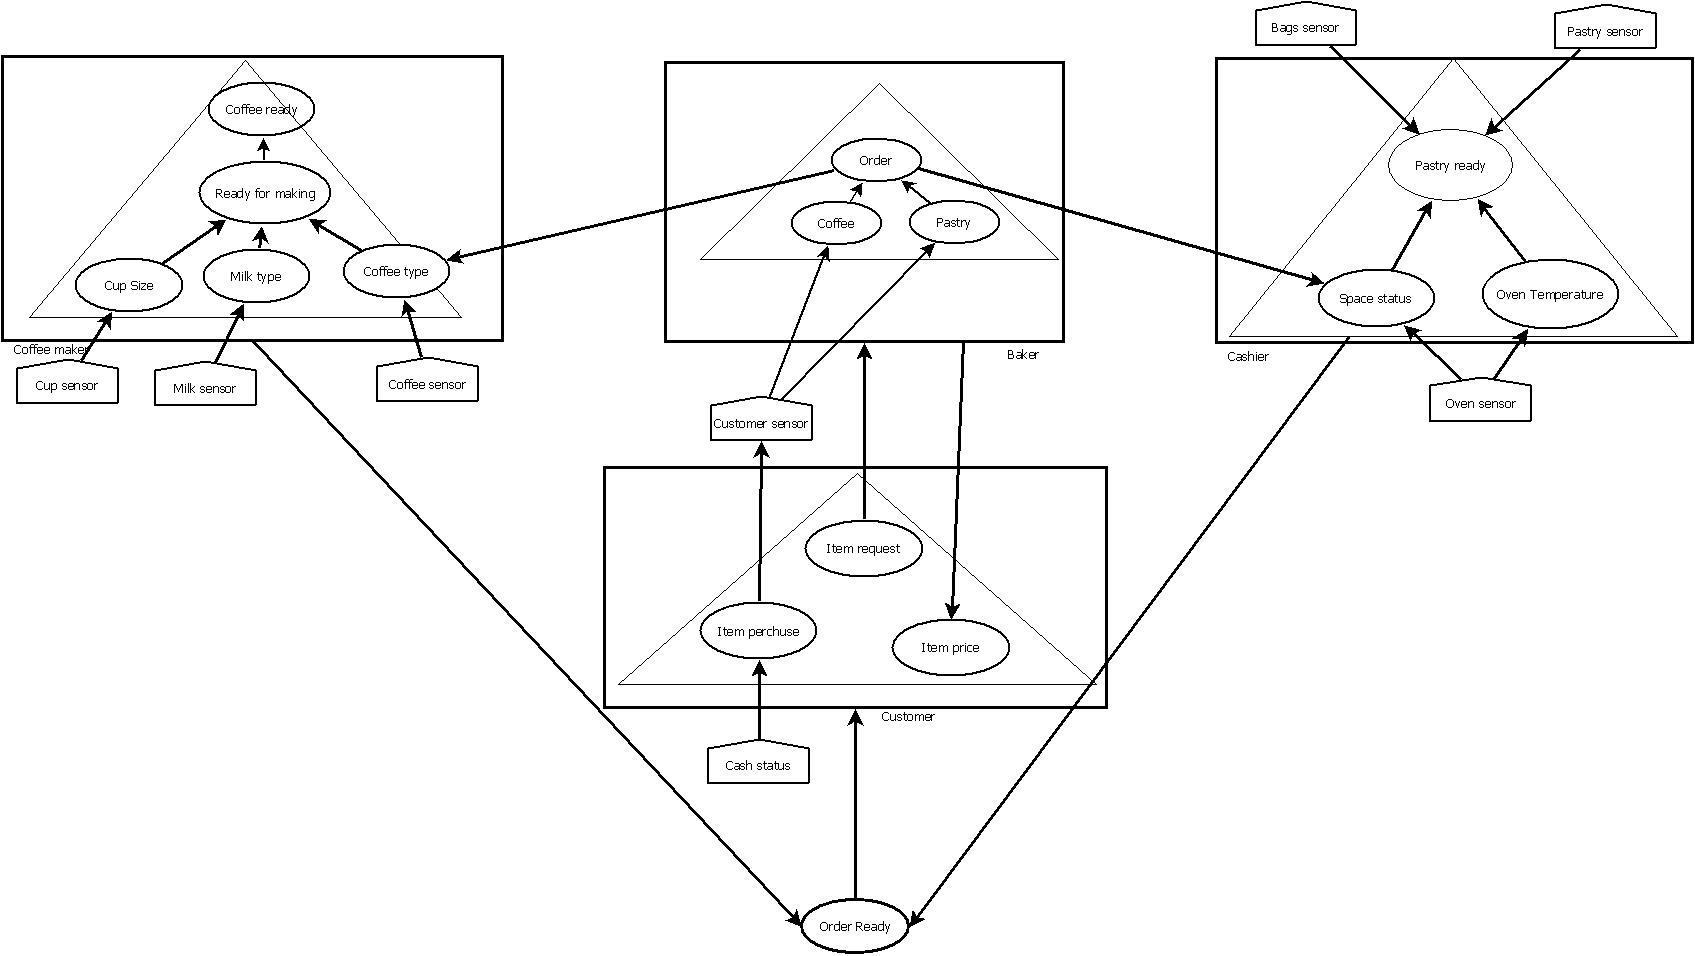 Bags sensor
Pastry sensor
Coffee ready
Ready for making
Cup Size
Milk type
Coffee type
Coffee maker
Cup sensor
Milk sensor
Coffee sensor
Order
Coffee
Pastry
Baker
Pastry ready
Space status
Oven Temperature
Cashier
Oven sensor
Customer sensor
Item request
Item perchuse
Item price
Customer
Cash status
Order Ready